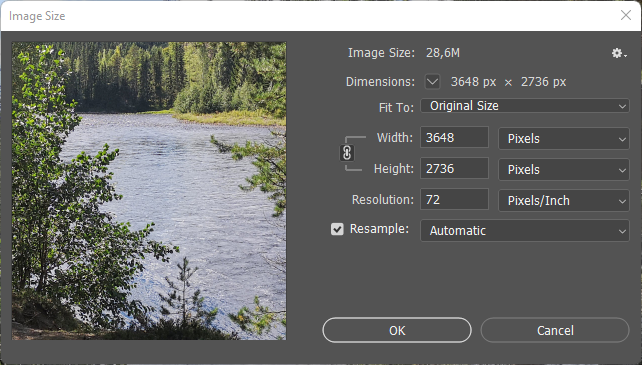 Image Size
Image Size: 28,6M
Dimensions: 3648 px × 2736 px
Fit To: Original Size
Width: 3648 Pixels
Height: 2736 Pixels
Resolution: 72 Pixels/Inch
Resample: Automatic
OK Cancel